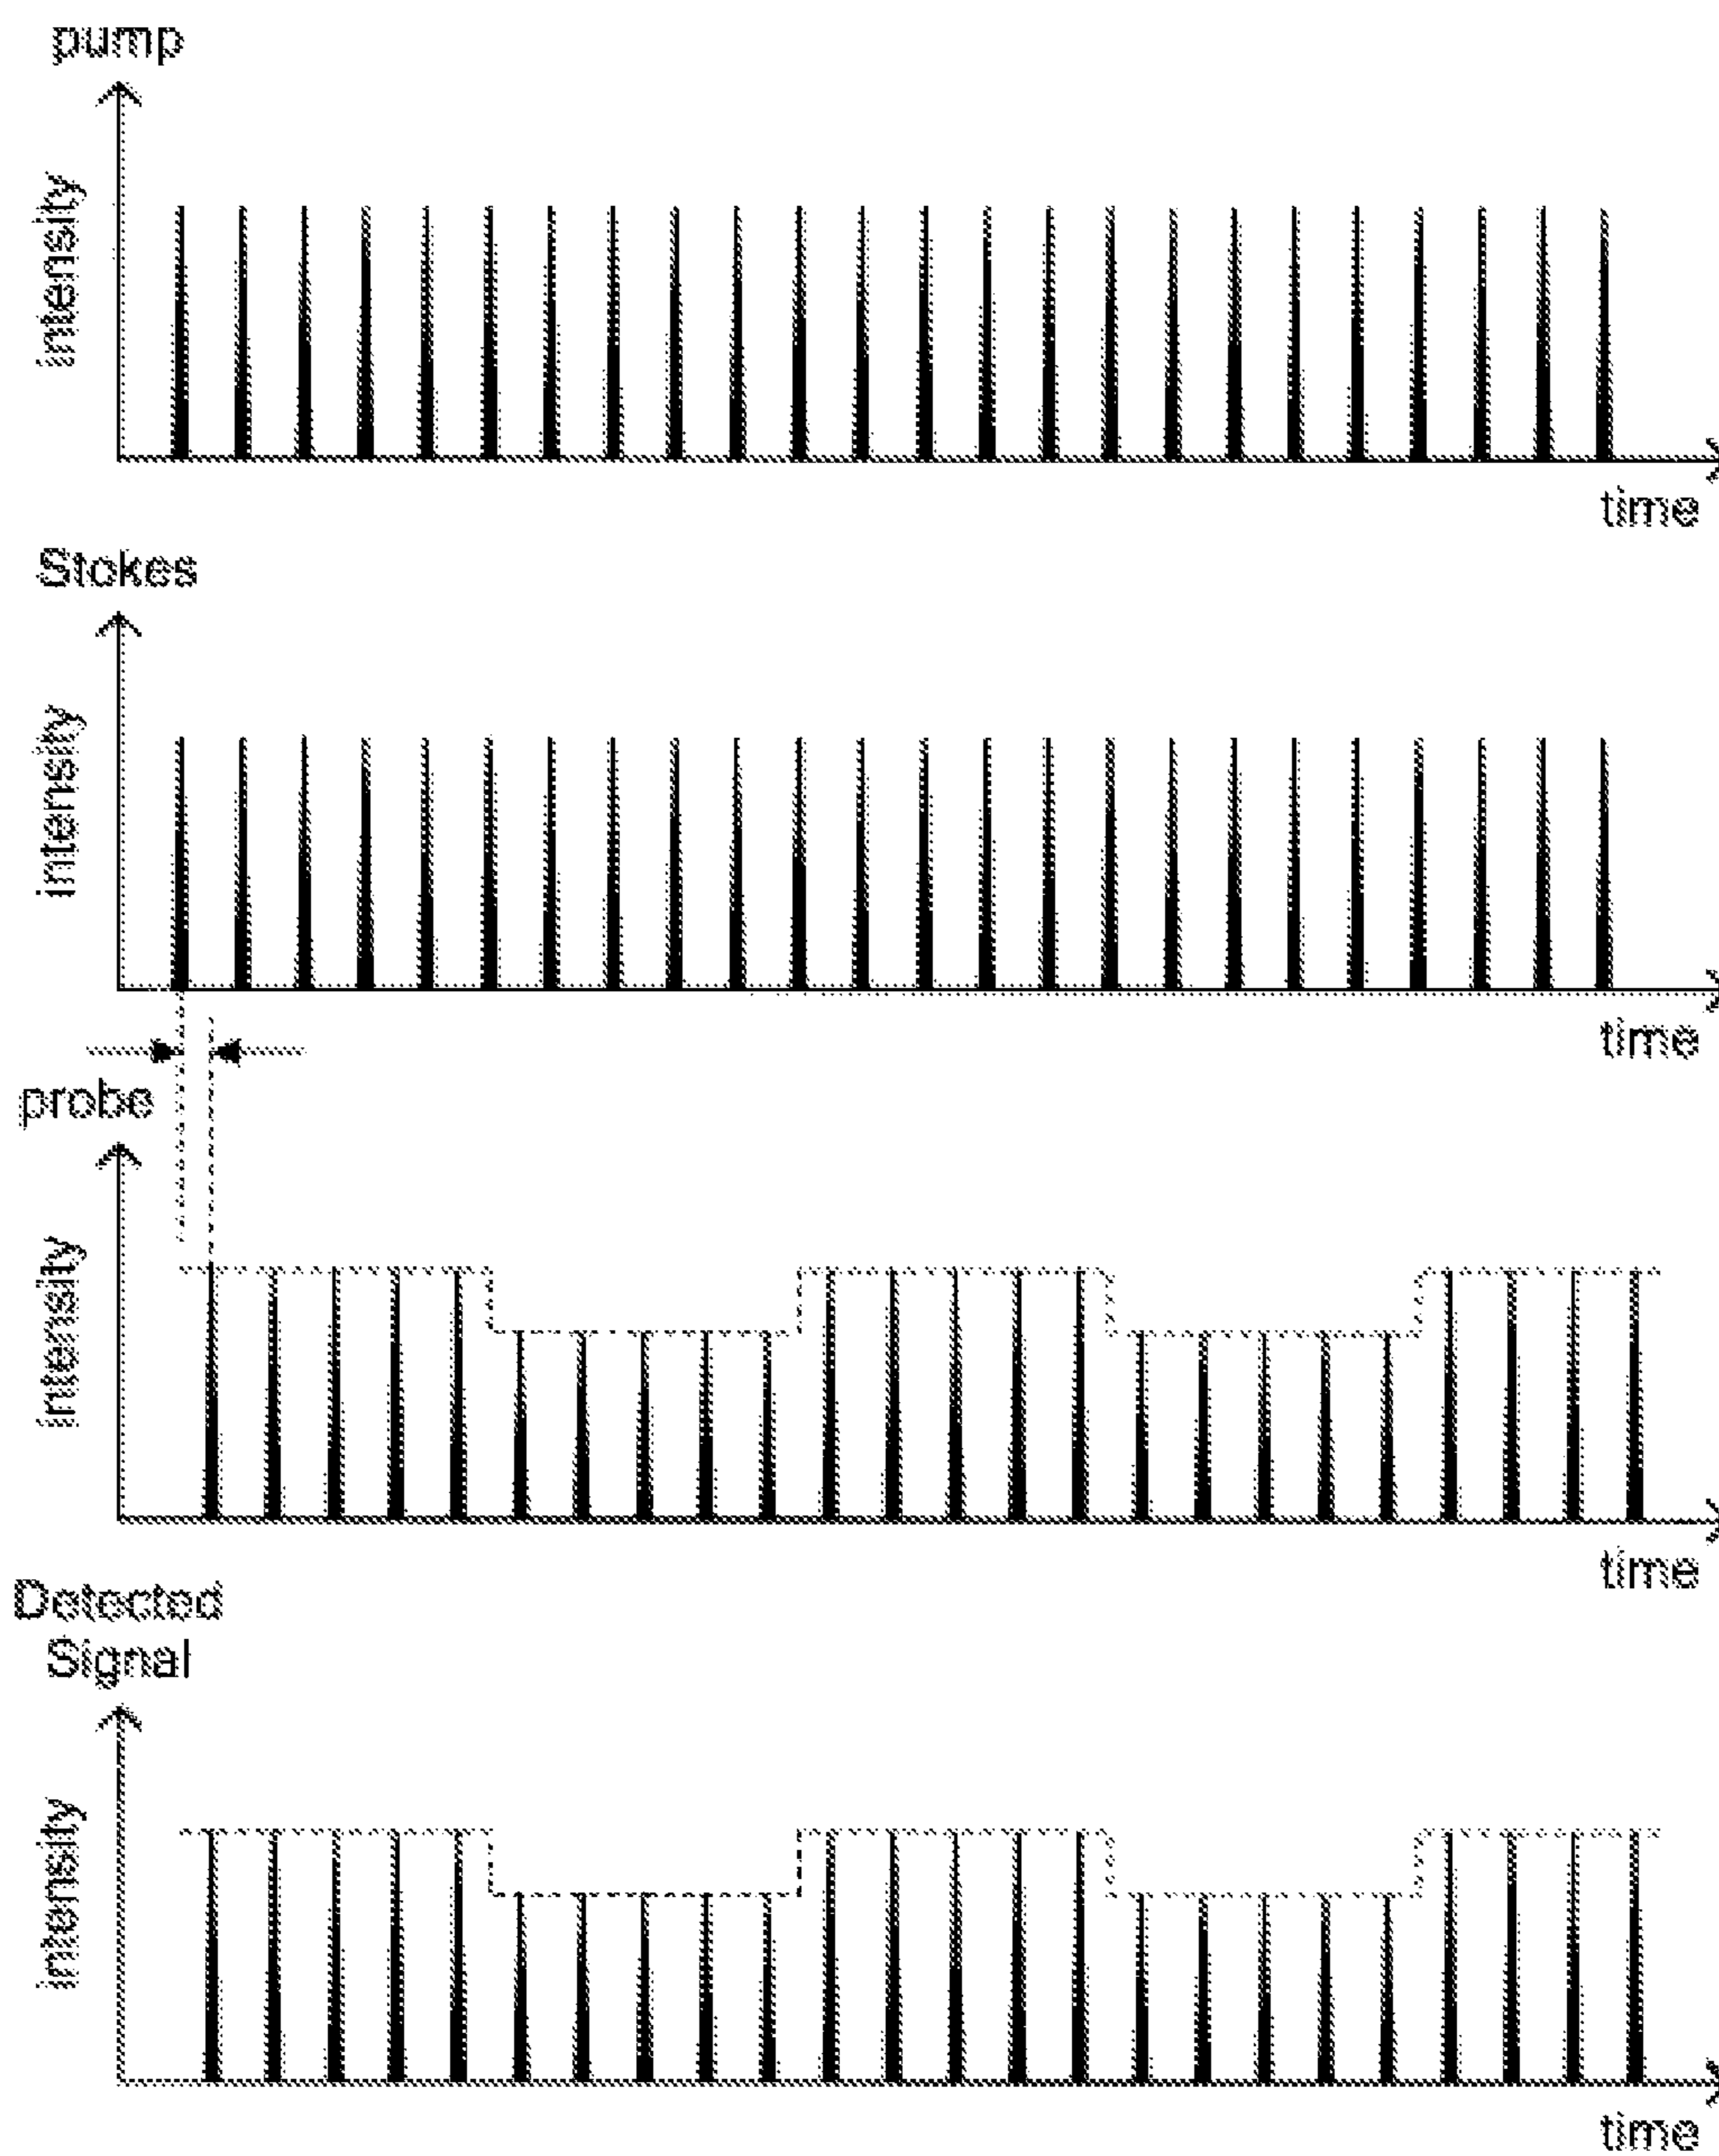 pump
intensity
time
Stokes
intensity
time
probe
intensity
time
Detected
Signal
intensity
time